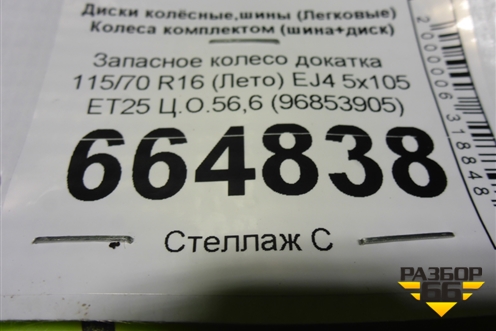 Диски колёсные,шины (Легковые)
Колеса комплектом (шина+диск)
Запасное колесо докатка
115/70 R16 (Лето) EJ4 5x105
ET25 Ц.О.56,6 (96853905)
664838
Стеллаж С
2000006318848
РАЗБОР
66